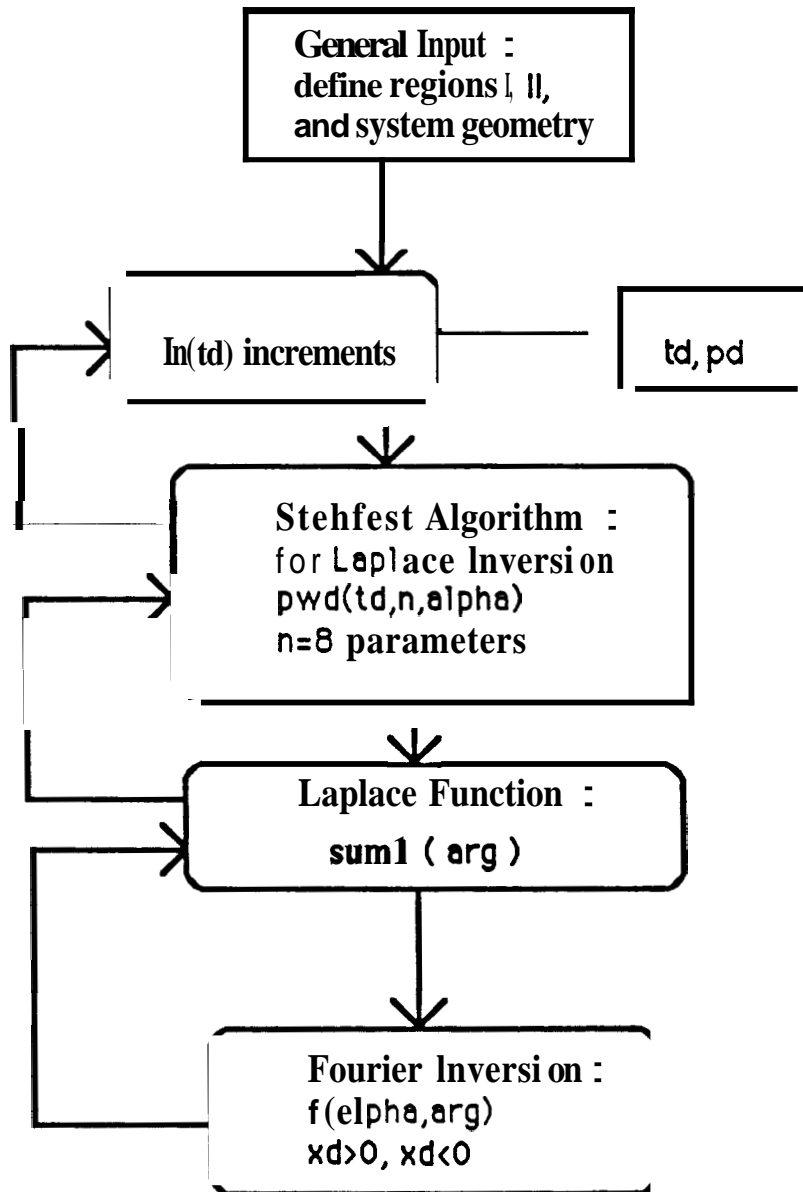 General Input :
define regions I, II,
and system geometry
ln(td) increments
td, pd
Stehfest Algorithm :
for Laplace Inversion
pwd(td,n,alpha)
n=8 parameters
Laplace Function :
sum1 ( arg )
Fourier Inversion :
f(elpha,arg)
xd>0, xd<0